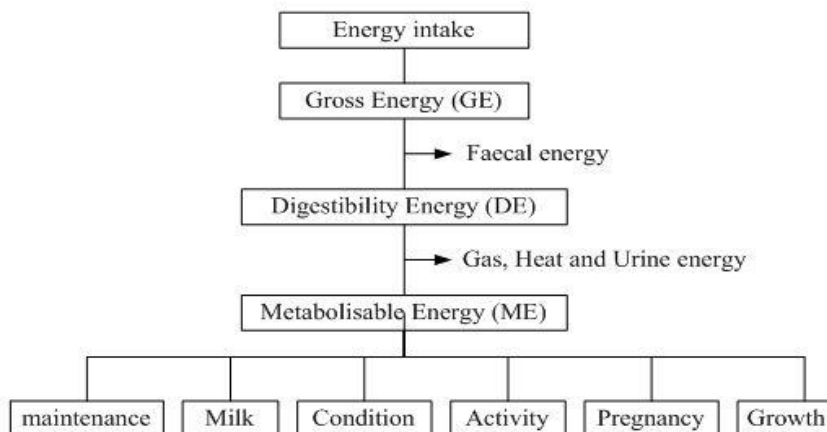 Energy intake
Gross Energy (GE)
Faecal energy
Digestibility Energy (DE)
Gas, Heat and Urine energy
Metabolisable Energy (ME)
maintenance
Milk
Condition
Activity
Pregnancy
Growth